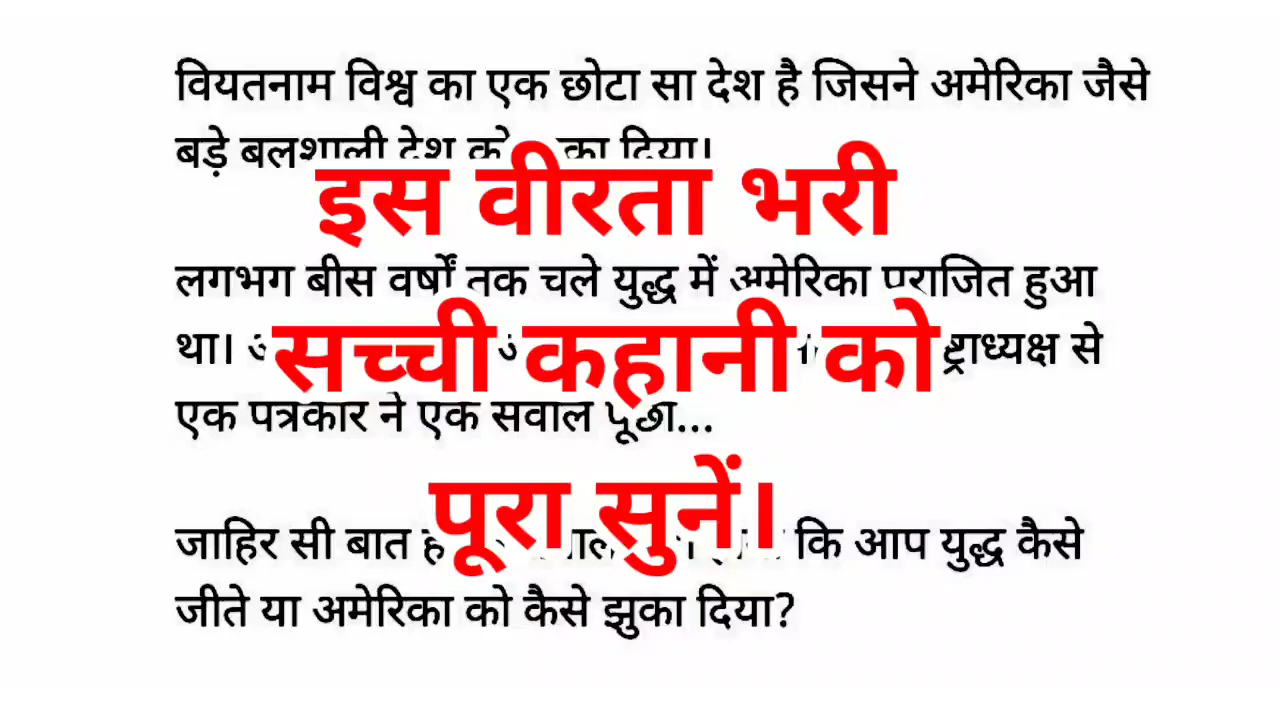 वियतनाम विश्व का एक छोटा सा देश है जिसने अमेरिका जैसे
बड़े बलशाली देश को दिया।
इस वीरता भरी
लगभग बीस वर्षों तक चले युद्ध में अमेरिका पराजित हुआ
था। से
सच्ची कहानी को
एक पत्रकार ने एक सवाल पूछा...
पूरा सुनें।
जाहिर सी बात कि आप युद्ध कैसे
जीते या अमेरिका को कैसे झुका दिया?